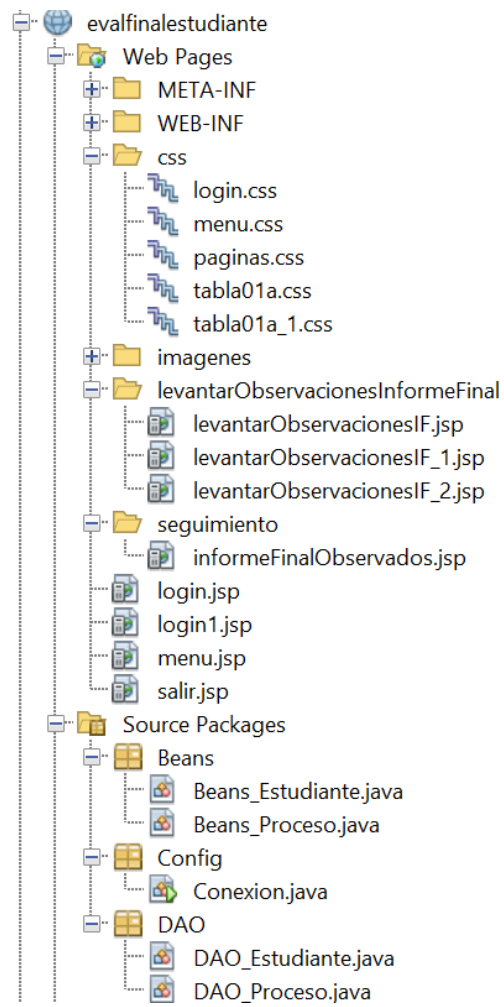 evalfinalestudiante
Web Pages
META-INF
WEB-INF
css
login.css
menu.css
paginas.css
tabla01a.css
tabla01a_1.css
imagenes
levantarObservacionesInformeFinal
levantarObservacionesIF.jsp
levantarObservacionesIF_1.jsp
levantarObservacionesIF_2.jsp
seguimiento
informeFinalObservados.jsp
login.jsp
login1.jsp
menu.jsp
salir.jsp
Source Packages
Beans
Beans_Estudiante.java
Beans_Proceso.java
Config
Conexion.java
DAO
DAO_Estudiante.java
DAO_Proceso.java